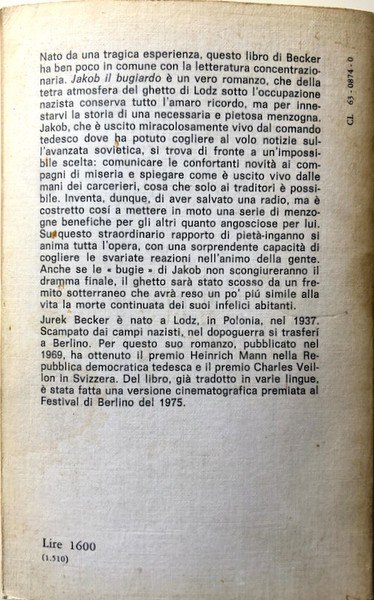 Nato da una tragica esperienza, questo libro di Becker
ha ben poco in comune con la letteratura concentrazio-
naria. Jakob il bugiardo è un vero romanzo, che della
tetra atmosfera del ghetto di Lodz sotto l'occupazione
nazista conserva tutto l'amaro ricordo, ma per inne-
starvi la storia di una necessaria e pietosa menzogna.
Jakob, che è uscito miracolosamente vivo dal comando
tedesco dove ha potuto cogliere al volo notizie sul-
l'avanzata sovietica, si trova di fronte a un'impossi-
bile scelta: comunicare le confortanti novità ai com-
pagni di miseria e spiegare come è uscito vivo dalle
mani dei carcerieri, cosa che solo ai traditori è possi-
bile. Inventa, dunque, di aver salvato una radio, ma è
costretto così a mettere in moto una serie di menzo-
gne benefiche per gli altri quanto angosciose per lui.
Su questo straordinario rapporto di pietà-inganno si
anima tutta l'opera, con una sorprendente capacità di
cogliere le svariate reazioni nell'animo della gente.
Anche se le « bugie » di Jakob non scongiureranno il
dramma finale, il ghetto sarà stato scosso da un fre-
mito sotterraneo che avrà reso un po' piú simile alla
vita la morte continuata dei suoi infelici abitanti.
Jurek Becker è nato a Lodz, in Polonia, nel 1937.
Scampato dai campi nazisti, nel dopoguerra si trasferì
a Berlino. Per questo suo romanzo, pubblicato nel
1969, ha ottenuto il premio Heinrich Mann nella Re-
pubblica democratica tedesca e il premio Charles Veil-
lon in Svizzera. Del libro, già tradotto in varie lingue,
è stata fatta una versione cinematografica premiata al
Festival di Berlino del 1975.
CL 63-0874-0
Lire 1600
(1.510)